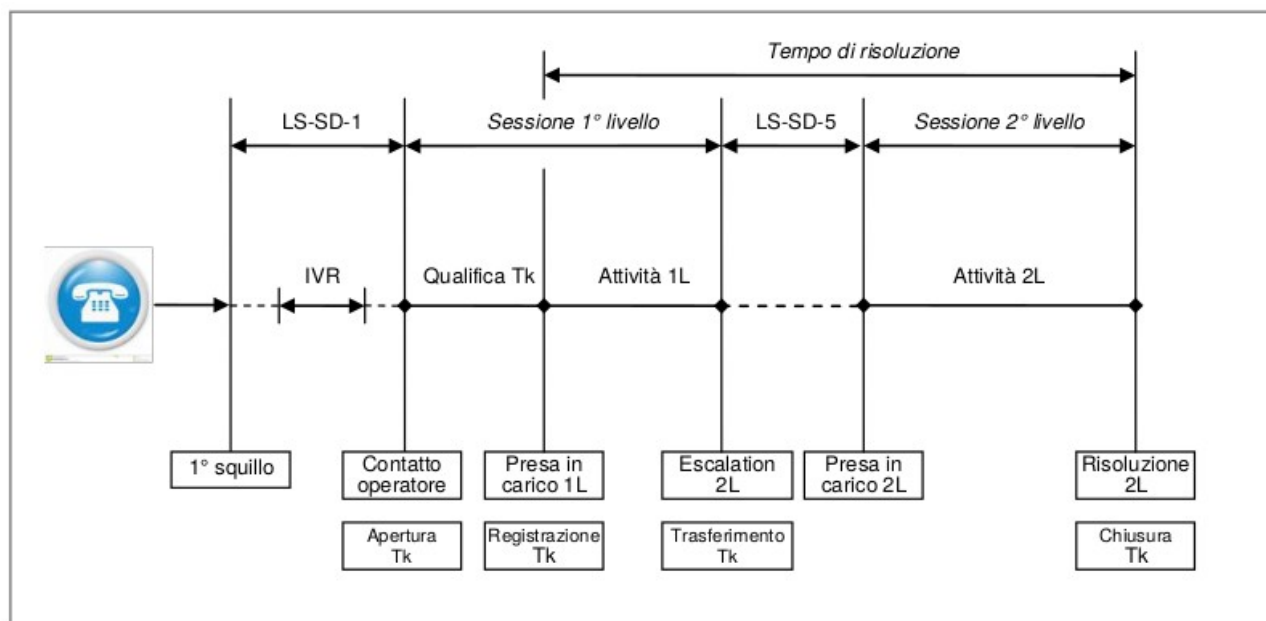 Tempo di risoluzione
LS-SD-1
Sessione 1° livello
LS-SD-5
Sessione 2° livello
IVR
Qualifica Tk
Attività 1L
Attività 2L
1° squillo
Contatto
operatore
Presa in
carico 1L
Escalation
2L
Presa in
carico 2L
Risoluzione
2L
Apertura
Tk
Registrazione
Tk
Trasferimento
Tk
Chiusura
Tk